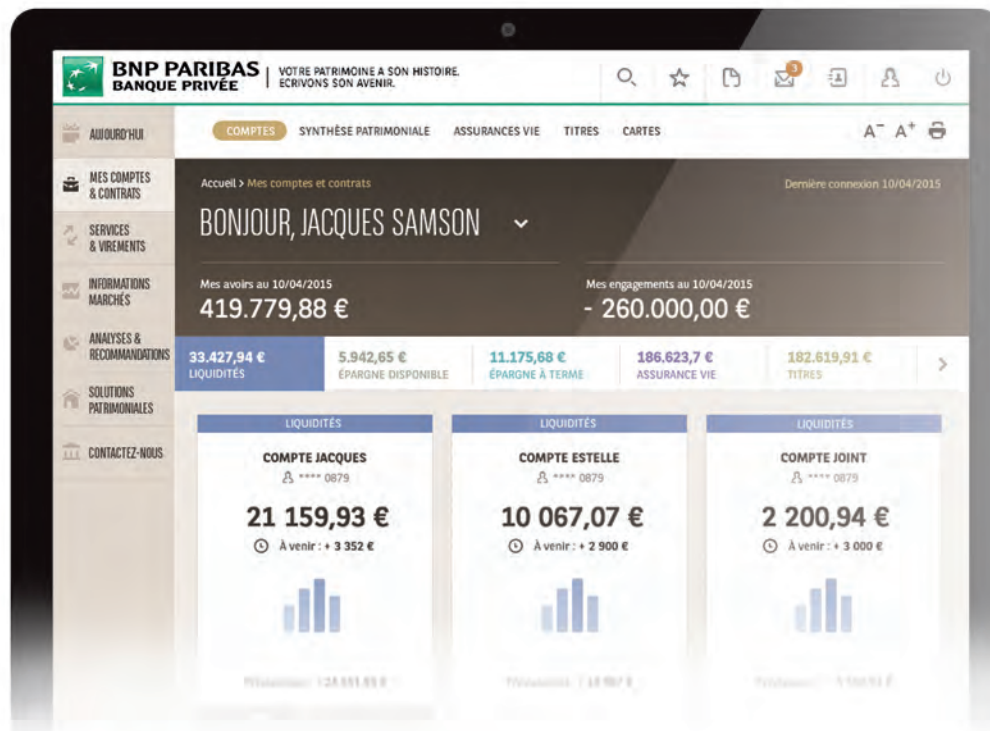 BNP PARIBAS
BANQUE PRIVÉE
VOTRE PATRIMOINE A SON HISTOIRE.
ECRIVONS SON AVENIR.
3
AUJOURD'HUI
COMPTES SYNTHÈSE PATRIMONIALE ASSURANCES VIE TITRES CARTES
A- A+
MES COMPTES
& CONTRATS
SERVICES
& VIREMENTS
INFORMATIONS
MARCHÉS
ANALYSES &
RECOMMANDATIONS
SOLUTIONS
PATRIMONIALES
CONTACTEZ-NOUS
Accueil > Mes comptes et contrats
Dernière connexion 10/04/2015
BONJOUR, JACQUES SAMSON
Mes avoirs au 10/04/2015
419.779,88 €
Mes engagements au 10/04/2015
- 260.000,00 €
33.427,94 €
LIQUIDITÉS
5.942,65 €
ÉPARGNE DISPONIBLE
11.175,68 €
ÉPARGNE À TERME
186.623,7 €
ASSURANCE VIE
182.619,91 €
TITRES
LIQUIDITÉS
COMPTE JACQUES
**** 0879
21 159,93 €
À venir : + 3 352 €
LIQUIDITÉS
COMPTE ESTELLE
**** 0879
10 067,07 €
À venir : + 2 900 €
LIQUIDITÉS
COMPTE JOINT
**** 0879
2 200,94 €
À venir : + 3 000 €